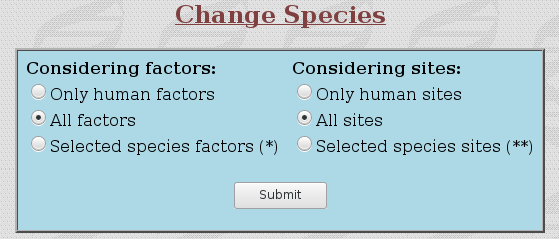 Change Species
Considering factors:
Only human factors
All factors
Selected species factors (*)
Considering sites:
Only human sites
All sites
Selected species sites (**)
Submit